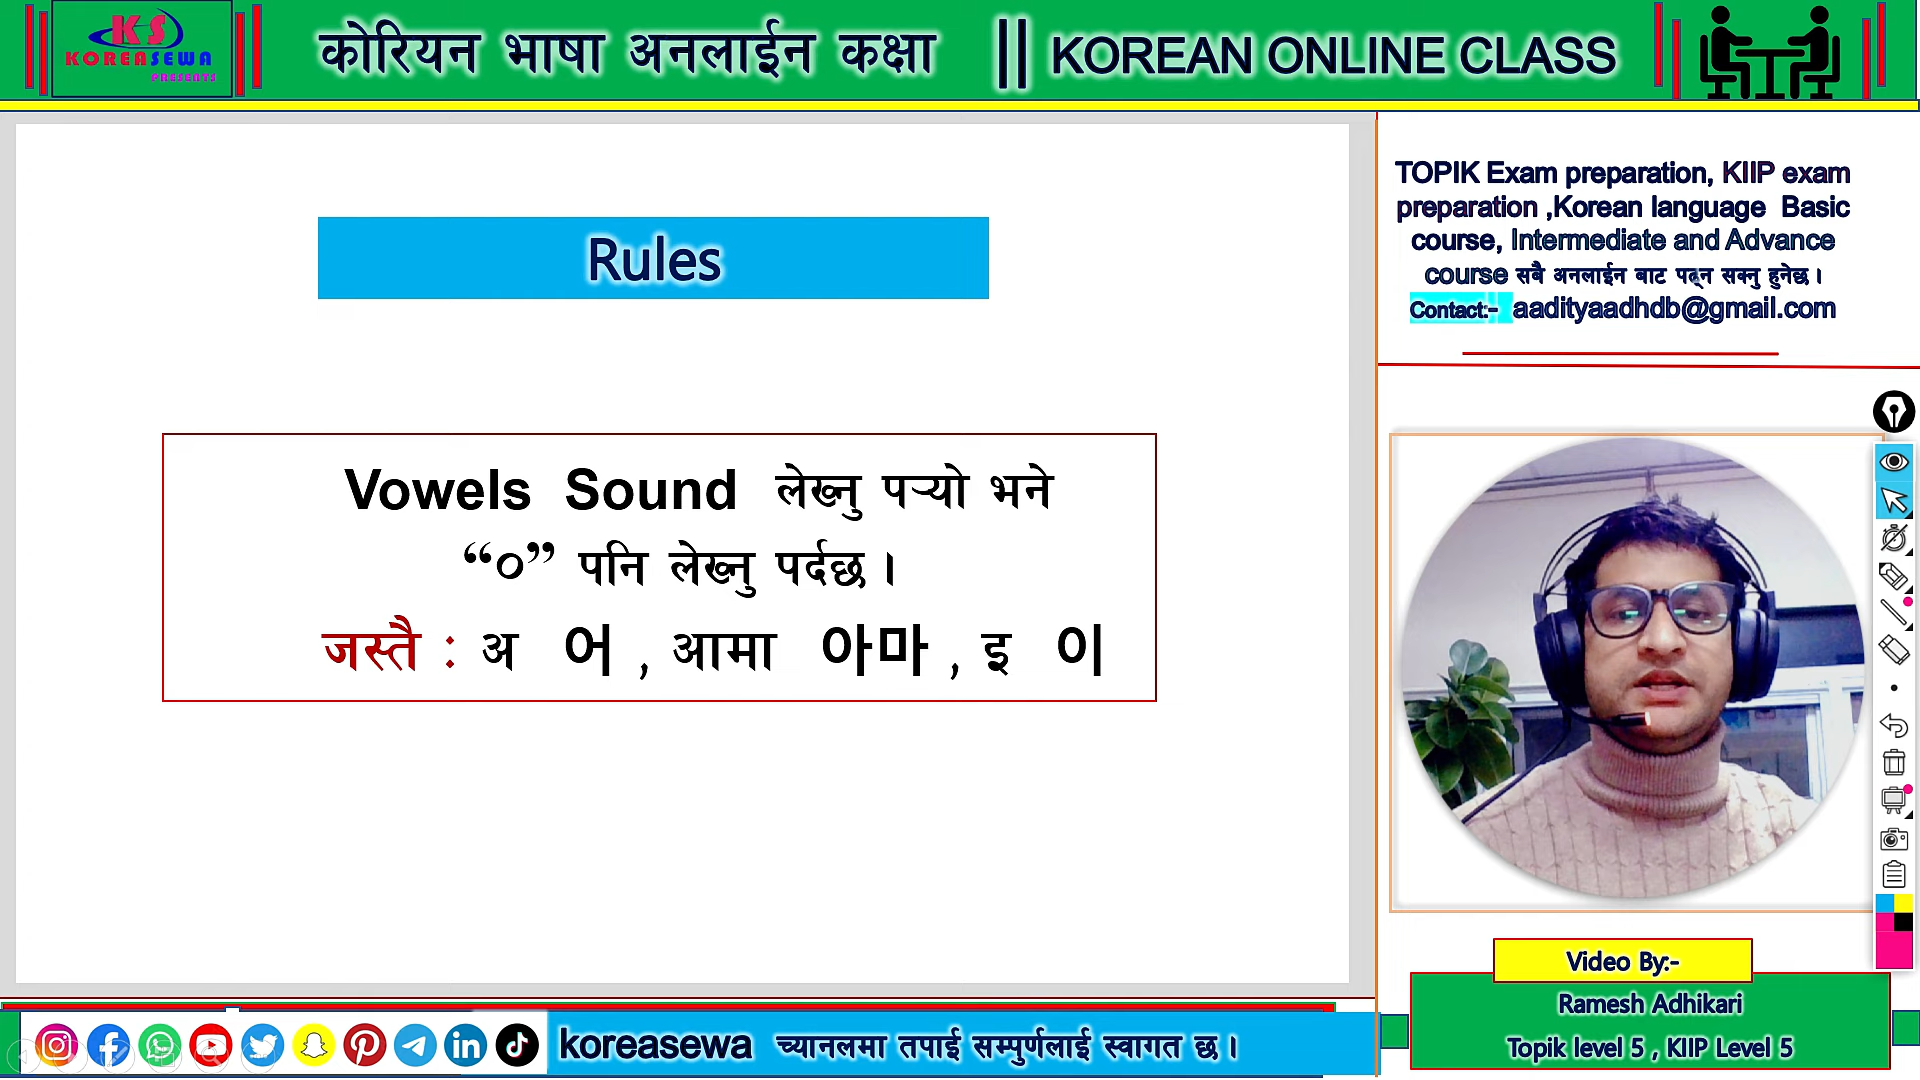 KS
KOREASEWA
PRESENTS
कोरियन भाषा अनलाईन कक्षा || KOREAN ONLINE CLASS
Rules
Vowels Sound लेख्नु पर्‍यो भने
“ㅇ” पनि लेख्नु पर्दछ ।
जस्तै : अ 어 , आमा 아마 , इ 이
TOPIK Exam preparation, KIIP exam
preparation ,Korean language Basic
course, Intermediate and Advance
course सबै अनलाईन बाट पढ्न सक्नु हुनेछ ।
Contact:- aadityaadhdb@gmail.com
Video By:-
Ramesh Adhikari
Topik level 5 , KIIP Level 5
koreasewa च्यानलमा तपाई सम्पुर्णलाई स्वागत छ ।